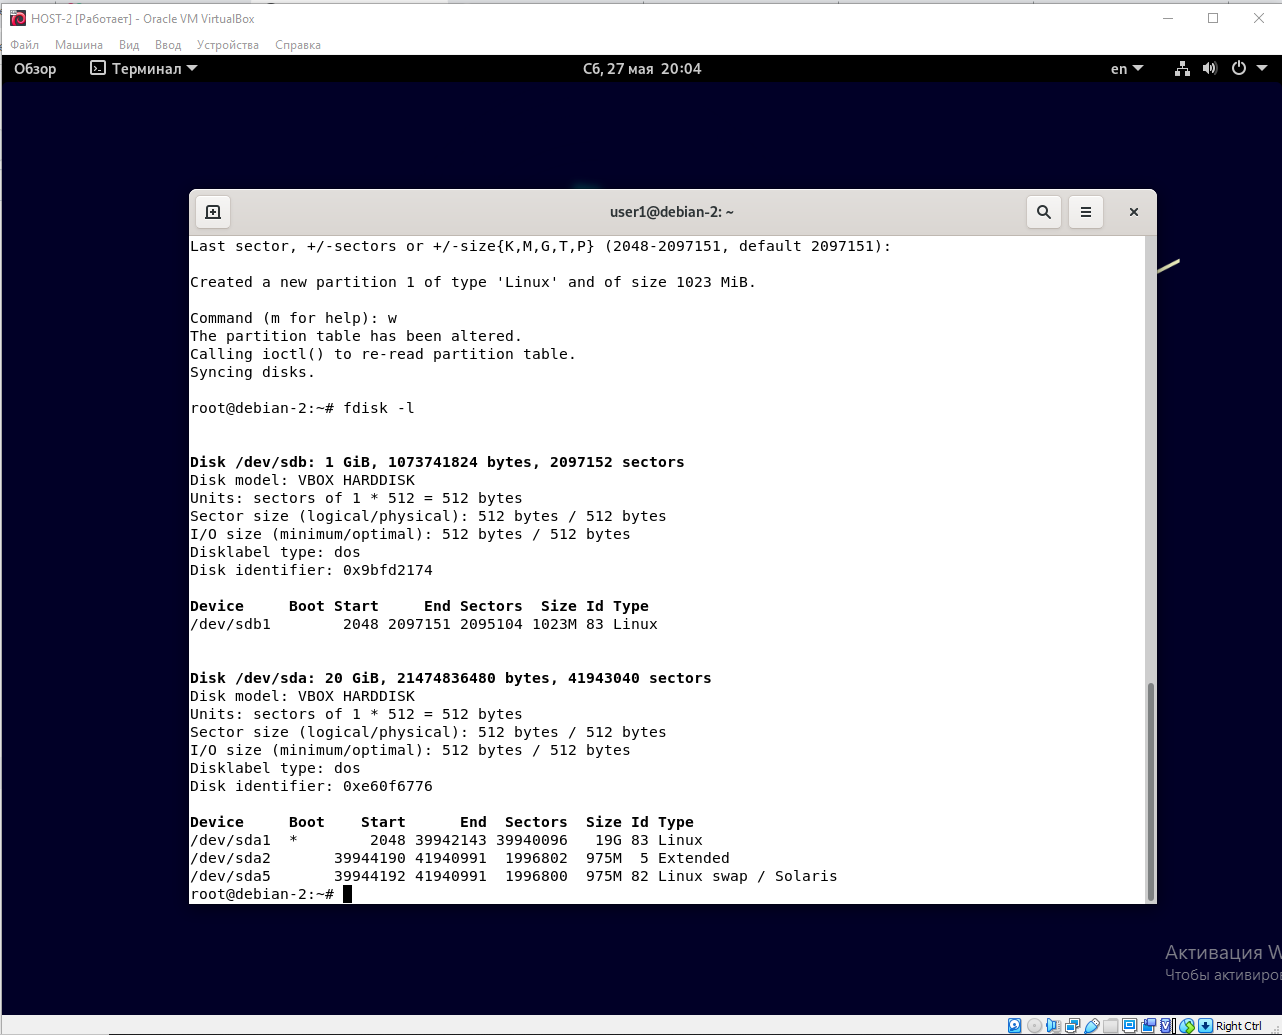 HOST-2 [Работает] - Oracle VM VirtualBox
Файл Машина Вид Ввод Устройства Справка
Обзор Терминал Сб, 27 мая 20:04 en
user1@debian-2: ~
Last sector, +/-sectors or +/-size{K,M,G,T,P} (2048-2097151, default 2097151):
Created a new partition 1 of type 'Linux' and of size 1023 MiB.
Command (m for help): w
The partition table has been altered.
Calling ioctl() to re-read partition table.
Syncing disks.
root@debian-2:~# fdisk -l
Disk /dev/sdb: 1 GiB, 1073741824 bytes, 2097152 sectors
Disk model: VBOX HARDDISK
Units: sectors of 1 * 512 = 512 bytes
Sector size (logical/physical): 512 bytes / 512 bytes
I/O size (minimum/optimal): 512 bytes / 512 bytes
Disklabel type: dos
Disk identifier: 0x9bfd2174
Device     Boot Start     End Sectors  Size Id Type
/dev/sdb1        2048 2097151 2095104 1023M 83 Linux
Disk /dev/sda: 20 GiB, 21474836480 bytes, 41943040 sectors
Disk model: VBOX HARDDISK
Units: sectors of 1 * 512 = 512 bytes
Sector size (logical/physical): 512 bytes / 512 bytes
I/O size (minimum/optimal): 512 bytes / 512 bytes
Disklabel type: dos
Disk identifier: 0xe60f6776
Device     Boot    Start      End  Sectors  Size Id Type
/dev/sda1  *        2048 39942143 39940096   19G 83 Linux
/dev/sda2       39944190 41940991  1996802  975M  5 Extended
/dev/sda5       39944192 41940991  1996800  975M 82 Linux swap / Solaris
root@debian-2:~#
Активация W
Чтобы активиро
Right Ctrl